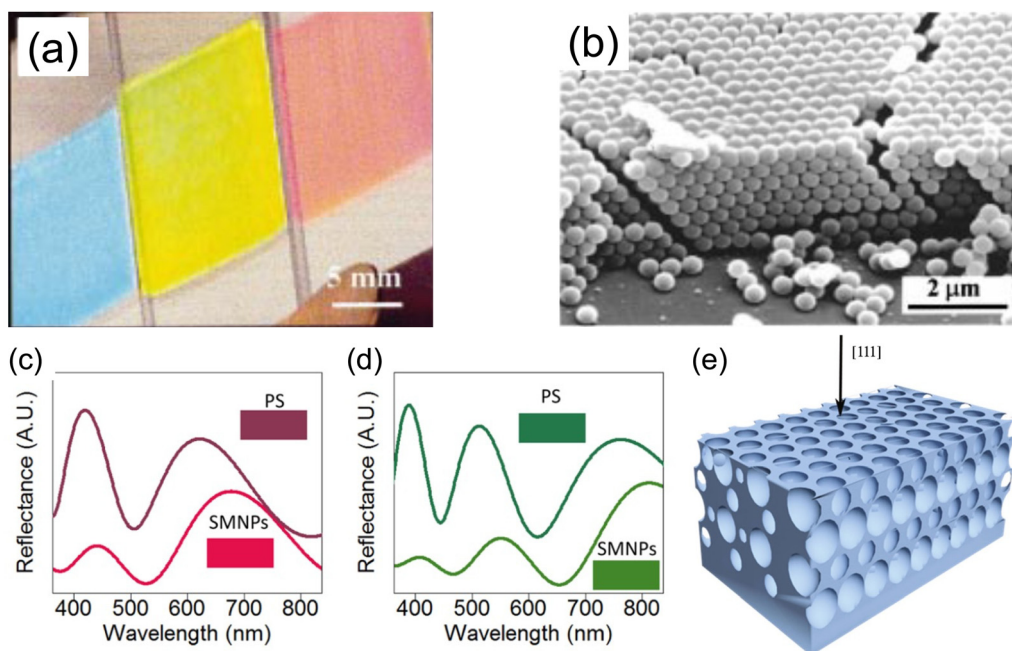 (a)
5 mm
(b)
2 μm
(c)
Reflectance (A.U.)
PS
SMNPs
400 500 600 700 800
Wavelength (nm)
(d)
Reflectance (A.U.)
PS
SMNPs
400 500 600 700 800
Wavelength (nm)
(e)
[111]